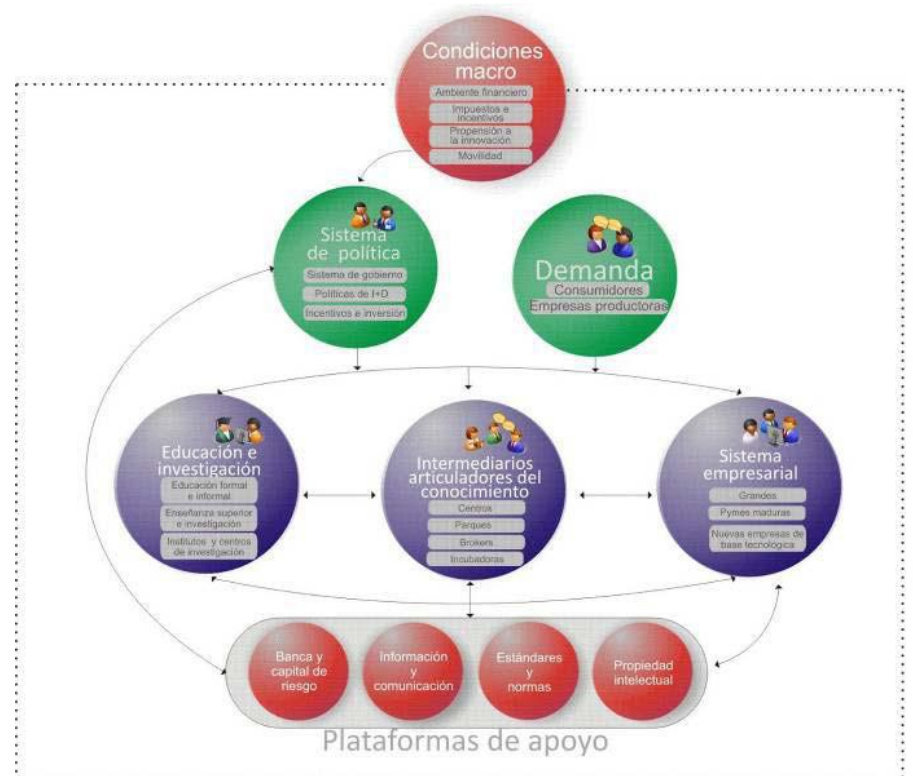 Condiciones
macro
Ambiente financiero
Impuestos e
incentivos
Propensión a
la innovación
Movilidad
Sistema
de política
Sistema de gobierno
Políticas de I+D
Incentivos e inversión
Demanda
Consumidores
Empresas productoras
Educación e
investigación
Educación formal
e informal
Enseñanza superior
e investigación
Institutos y centros
de investigación
Intermediarios
articuladores del
conocimiento
Centros
Parques
Brokers
Incubadoras
Sistema
empresarial
Grandes
Pymes maduras
Nuevas empresas de
base tecnológica
Banca y
capital de
riesgo
Información
y
comunicación
Estándares
y
normas
Propiedad
intelectual
Plataformas de apoyo